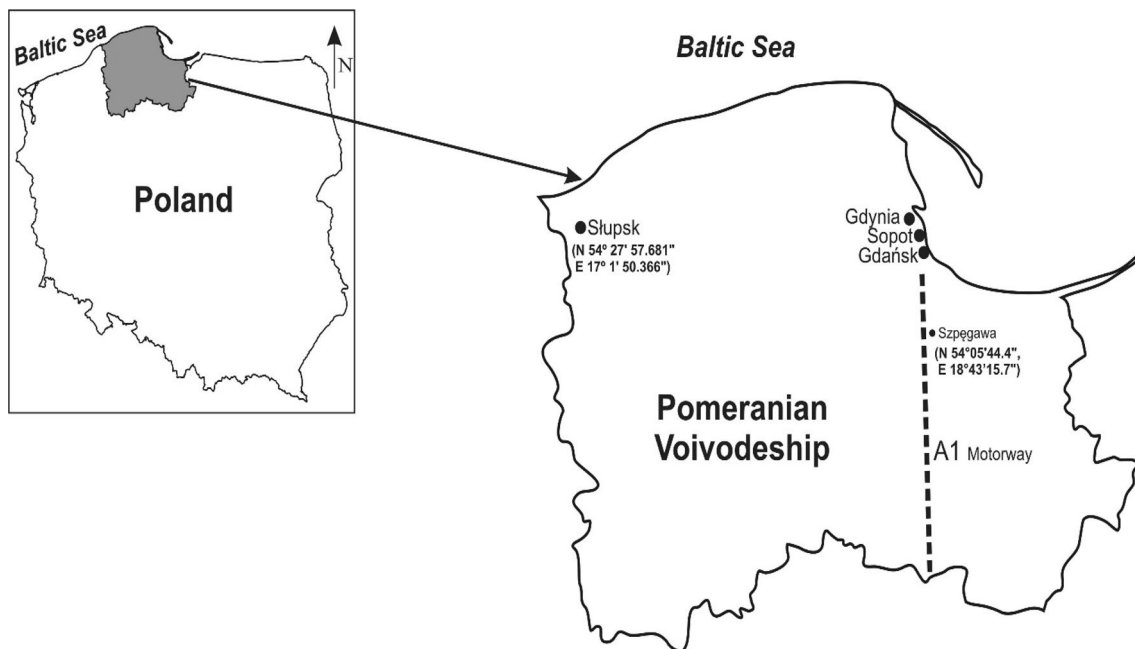 Baltic Sea
N
Poland
Baltic Sea
Słupsk
(N 54º 27' 57.681"
E 17º 1' 50.366")
Gdynia
Sopot
Gdańsk
Szpęgawa
(N 54°05'44.4",
E 18°43'15.7")
Pomeranian
Voivodeship
A1 Motorway